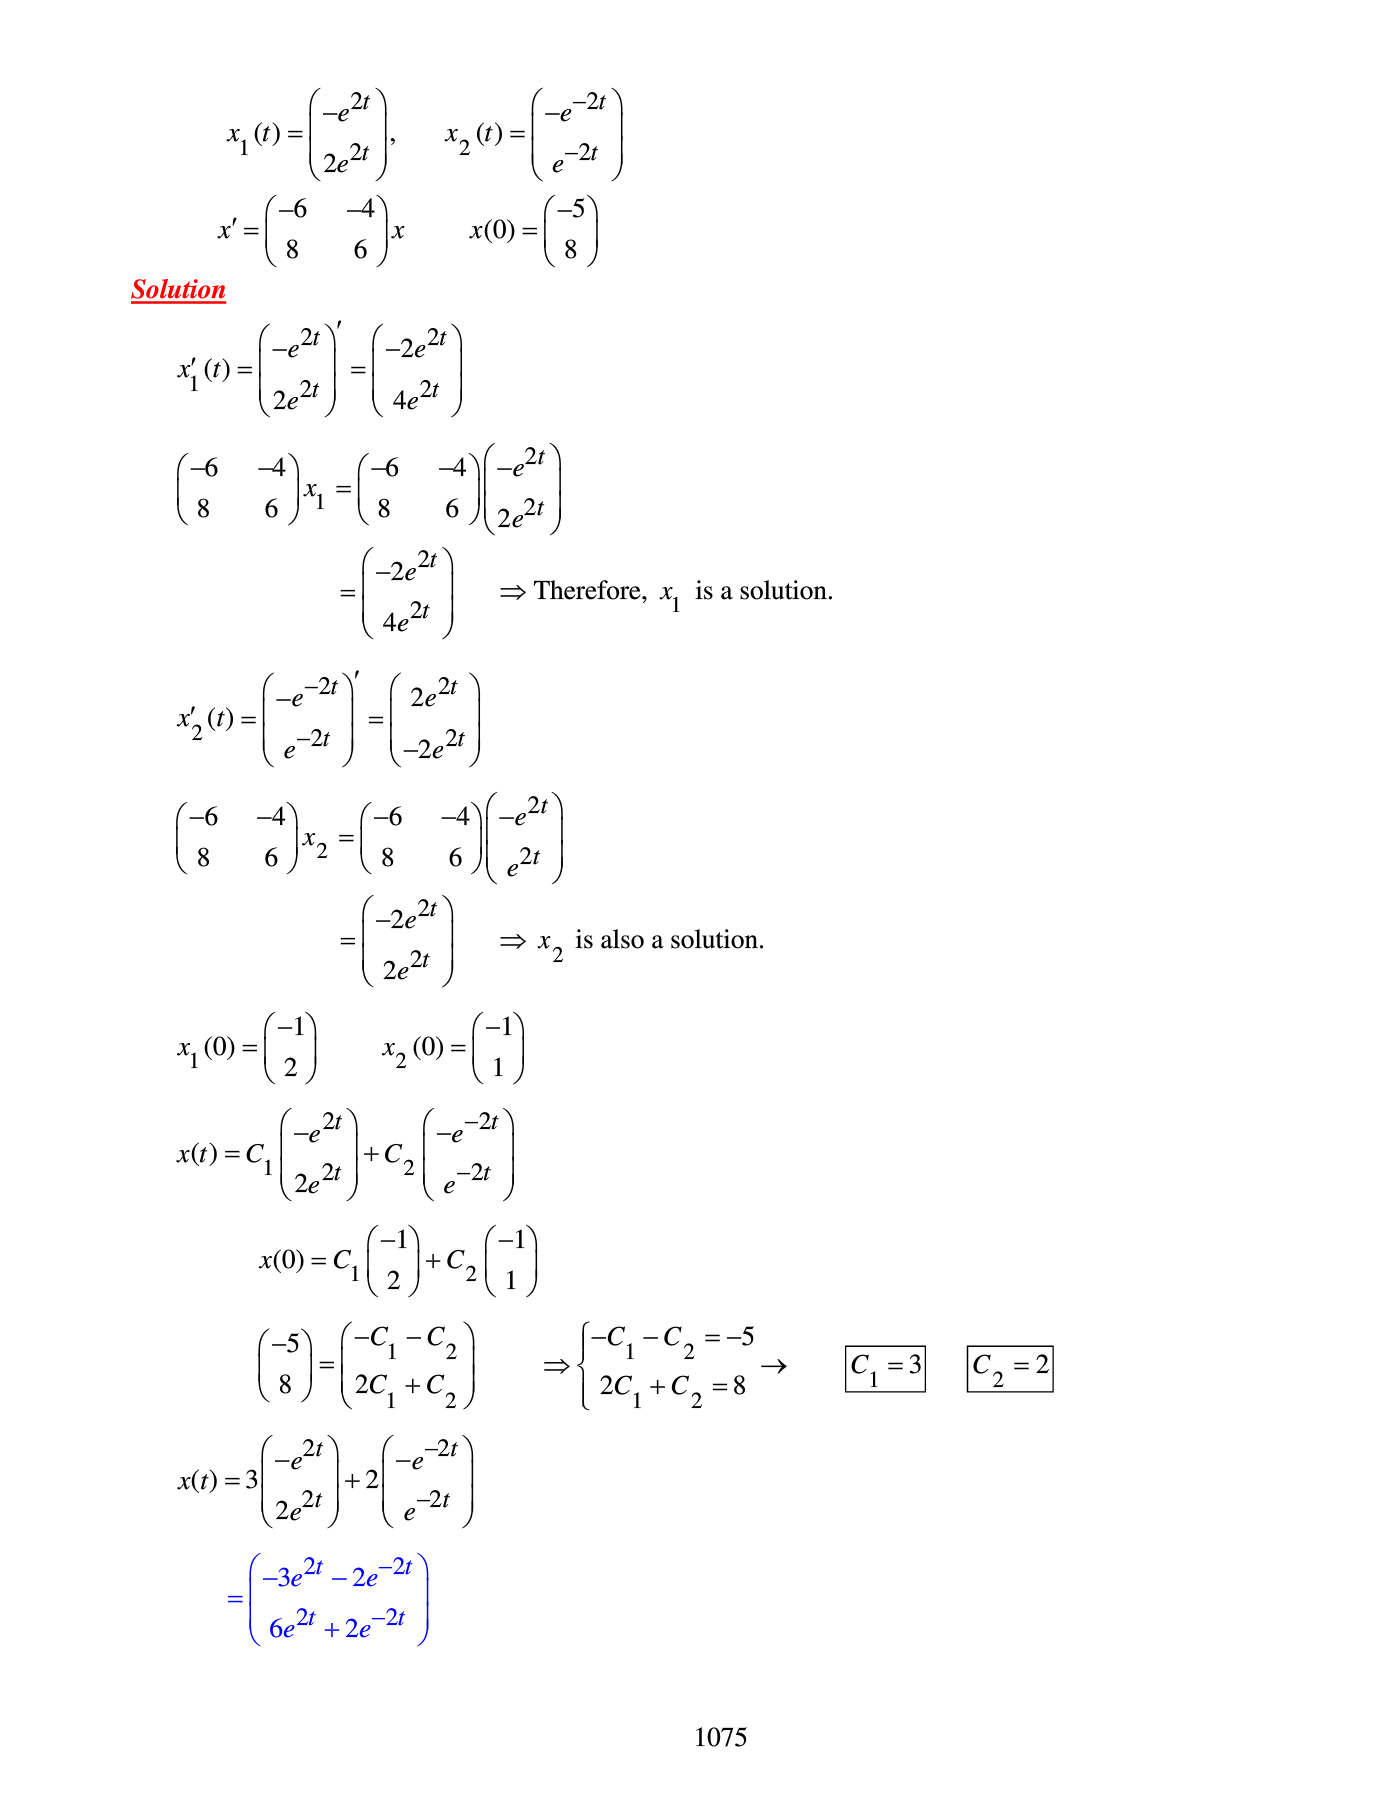 $x_1(t) = \begin{pmatrix} -e^{2t} \\ 2e^{2t} \end{pmatrix}, \quad x_2(t) = \begin{pmatrix} -e^{-2t} \\ e^{-2t} \end{pmatrix}$
$x' = \begin{pmatrix} -6 & -4 \\ 8 & 6 \end{pmatrix} x \quad x(0) = \begin{pmatrix} -5 \\ 8 \end{pmatrix}$
Solution
$x_1'(t) = \begin{pmatrix} -e^{2t} \\ 2e^{2t} \end{pmatrix}' = \begin{pmatrix} -2e^{2t} \\ 4e^{2t} \end{pmatrix}$
$\begin{pmatrix} -6 & -4 \\ 8 & 6 \end{pmatrix} x_1 = \begin{pmatrix} -6 & -4 \\ 8 & 6 \end{pmatrix} \begin{pmatrix} -e^{2t} \\ 2e^{2t} \end{pmatrix}$
$= \begin{pmatrix} -2e^{2t} \\ 4e^{2t} \end{pmatrix} \quad \Rightarrow$ Therefore, $x_1$ is a solution.
$x_2'(t) = \begin{pmatrix} -e^{-2t} \\ e^{-2t} \end{pmatrix}' = \begin{pmatrix} 2e^{2t} \\ -2e^{2t} \end{pmatrix}$
$\begin{pmatrix} -6 & -4 \\ 8 & 6 \end{pmatrix} x_2 = \begin{pmatrix} -6 & -4 \\ 8 & 6 \end{pmatrix} \begin{pmatrix} -e^{2t} \\ e^{2t} \end{pmatrix}$
$= \begin{pmatrix} -2e^{2t} \\ 2e^{2t} \end{pmatrix} \quad \Rightarrow x_2$ is also a solution.
$x_1(0) = \begin{pmatrix} -1 \\ 2 \end{pmatrix} \quad x_2(0) = \begin{pmatrix} -1 \\ 1 \end{pmatrix}$
$x(t) = C_1 \begin{pmatrix} -e^{2t} \\ 2e^{2t} \end{pmatrix} + C_2 \begin{pmatrix} -e^{-2t} \\ e^{-2t} \end{pmatrix}$
$x(0) = C_1 \begin{pmatrix} -1 \\ 2 \end{pmatrix} + C_2 \begin{pmatrix} -1 \\ 1 \end{pmatrix}$
$\begin{pmatrix} -5 \\ 8 \end{pmatrix} = \begin{pmatrix} -C_1 - C_2 \\ 2C_1 + C_2 \end{pmatrix} \quad \Rightarrow \begin{cases} -C_1 - C_2 = -5 \\ 2C_1 + C_2 = 8 \end{cases} \rightarrow \quad \boxed{C_1 = 3} \quad \boxed{C_2 = 2}$
$x(t) = 3 \begin{pmatrix} -e^{2t} \\ 2e^{2t} \end{pmatrix} + 2 \begin{pmatrix} -e^{-2t} \\ e^{-2t} \end{pmatrix}$
$= \begin{pmatrix} -3e^{2t} - 2e^{-2t} \\ 6e^{2t} + 2e^{-2t} \end{pmatrix}$
1075